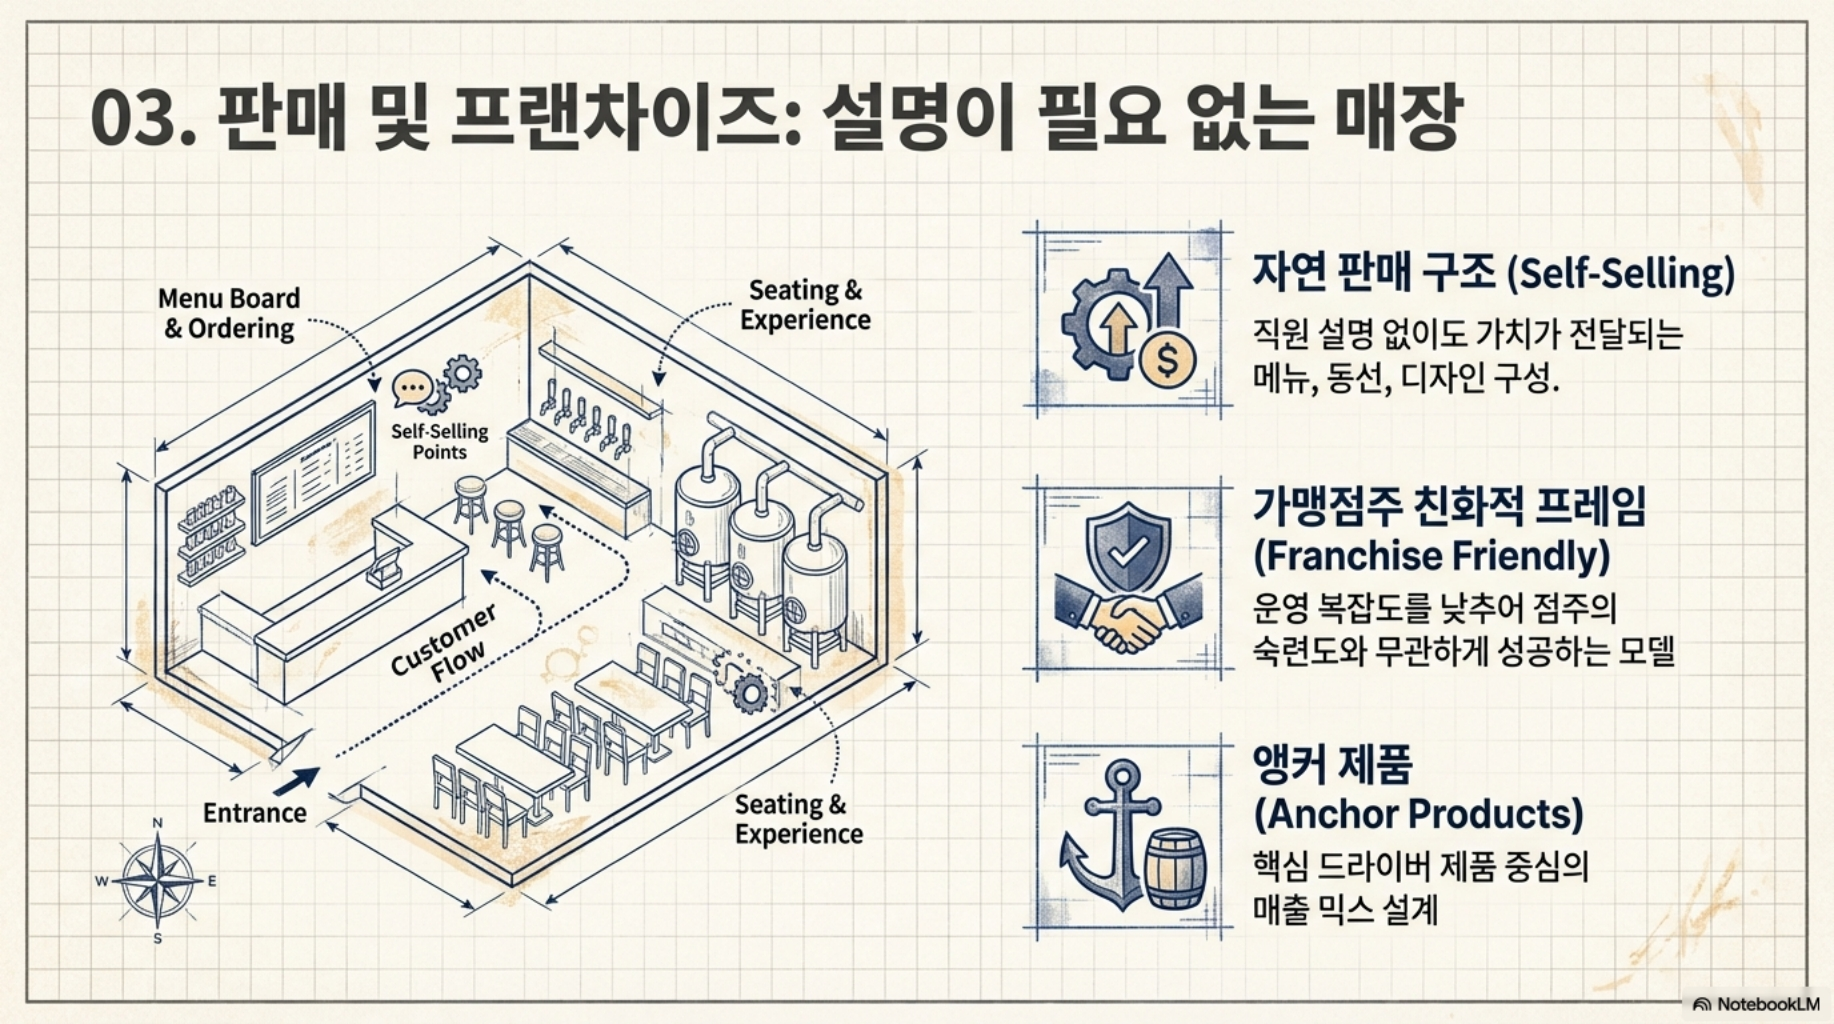 03. 판매 및 프랜차이즈: 설명이 필요 없는 매장
Menu Board
& Ordering
Seating &
Experience
Self-Selling
Points
Customer
Flow
Entrance
Seating &
Experience
N
W
E
S
자연 판매 구조 (Self-Selling)
직원 설명 없이도 가치가 전달되는
메뉴, 동선, 디자인 구성.
가맹점주 친화적 프레임
(Franchise Friendly)
운영 복잡도를 낮추어 점주의
숙련도와 무관하게 성공하는 모델
앵커 제품
(Anchor Products)
핵심 드라이버 제품 중심의
매출 믹스 설계
$
NotebookLM